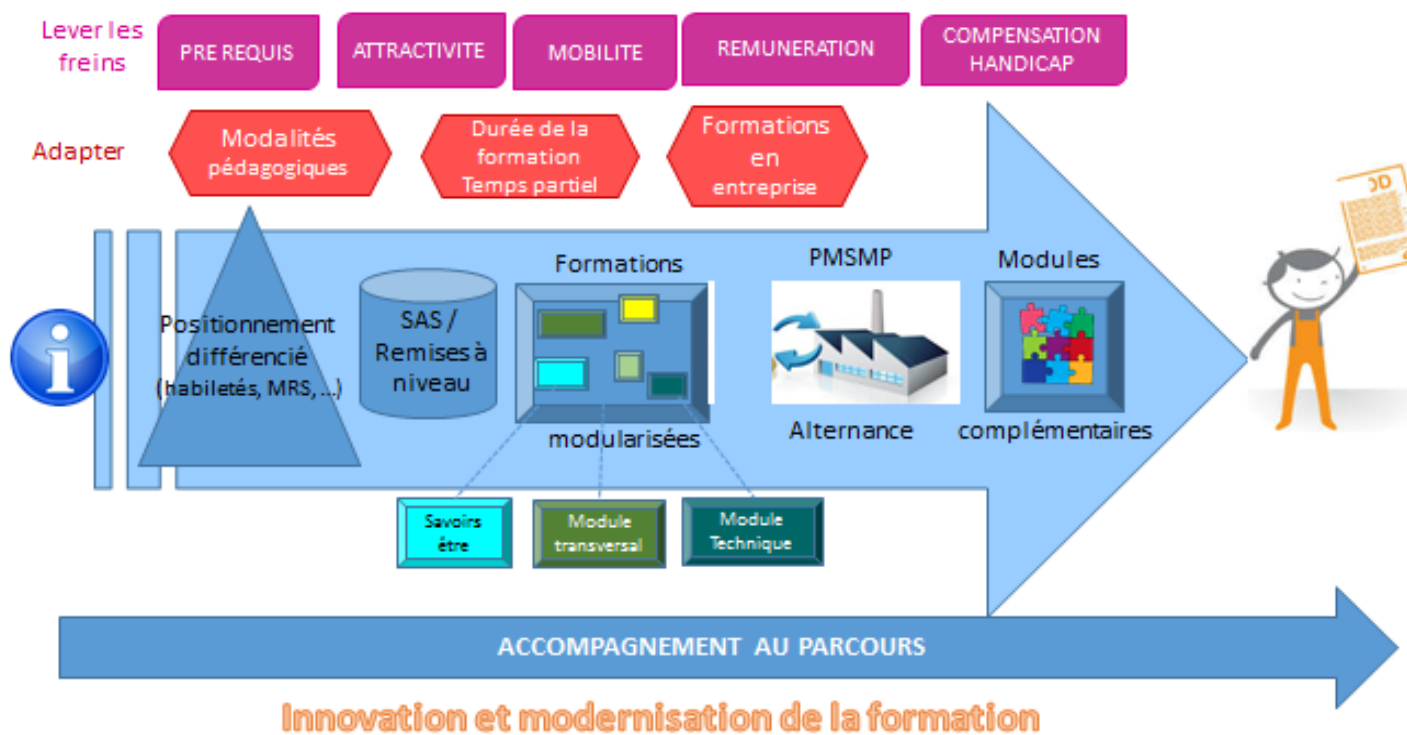 Lever les
freins
PRE REQUIS
ATTRACTIVITE
MOBILITE
REMUNERATION
COMPENSATION
HANDICAP
Adapter
Modalités
pédagogiques
Durée de la
formation
Temps partiel
Formations
en
entreprise
i
Positionnement
différencié
(habiletés, MRS, ...)
SAS /
Remises à
niveau
Formations
modularisées
PMSMP
Alternance
Modules
complémentaires
Savoirs
être
Module
transversal
Module
Technique
ACCOMPAGNEMENT AU PARCOURS
Innovation et modernisation de la formation